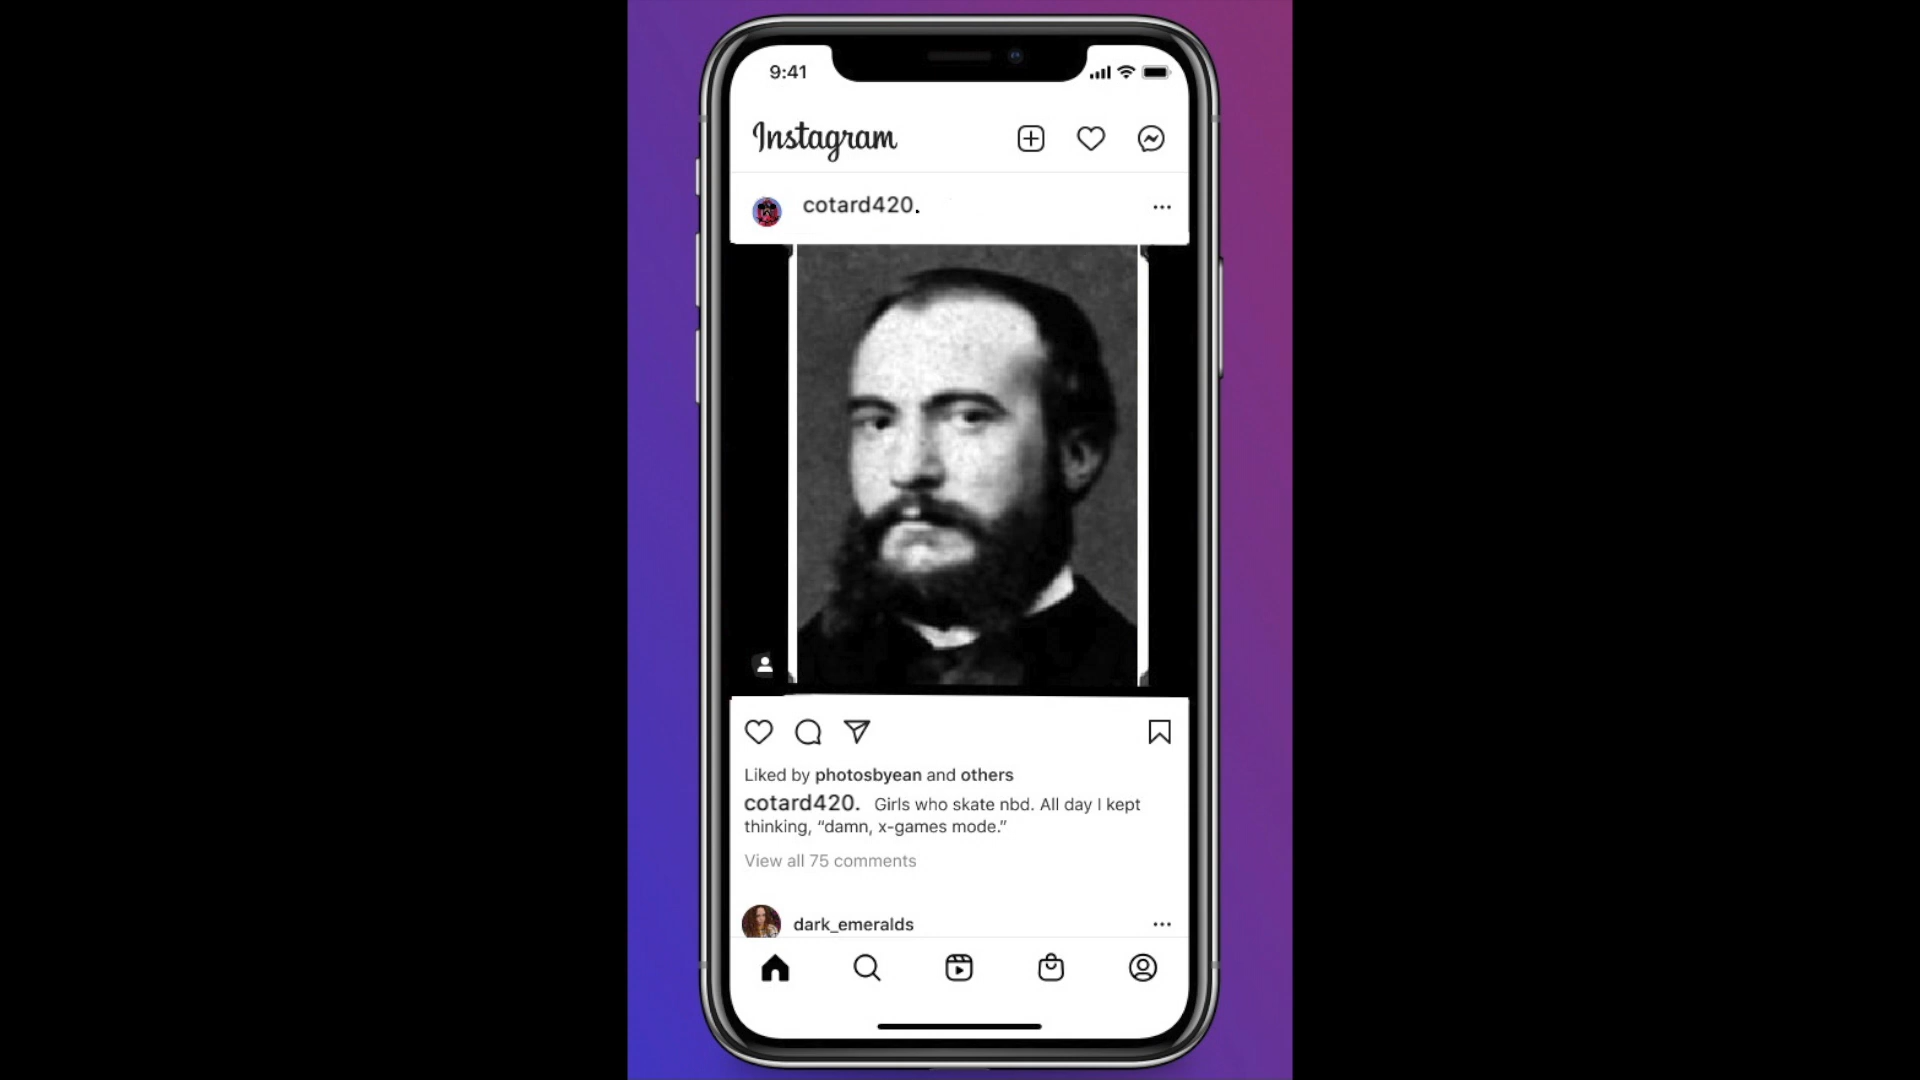 9:41
Instagram
cotard420.
Liked by photosbyean and others
cotard420. Girls who skate nbd. All day I kept
thinking, “damn, x-games mode.”
View all 75 comments
dark_emeralds